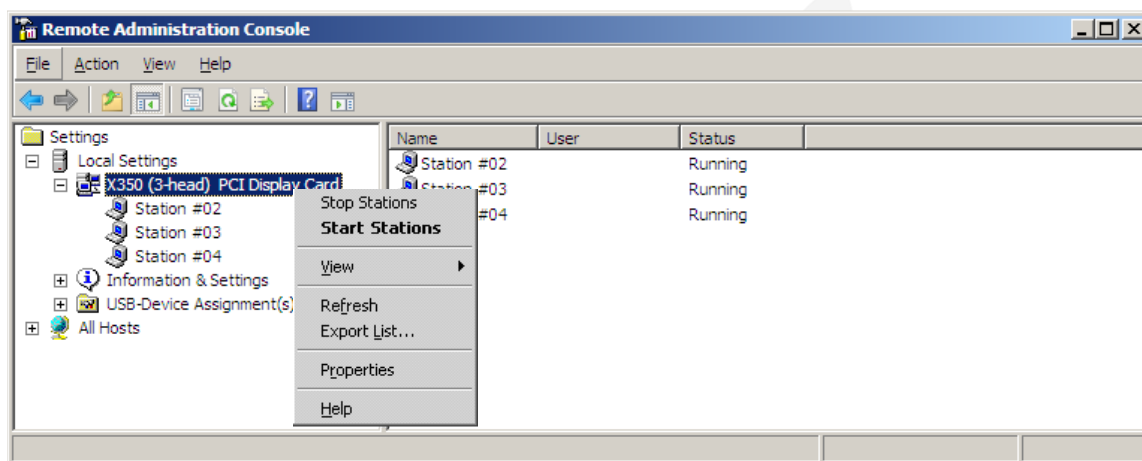 Remote Administration Console
File Action View Help
Settings
Local Settings
X350 (3-head) PCI Display Card
Station #02
Station #03
Station #04
Information & Settings
USB-Device Assignment(s)
All Hosts
Name User Status
Station #02 Running
Station #03 Running
#04 Running
Stop Stations
Start Stations
View
Refresh
Export List...
Properties
Help